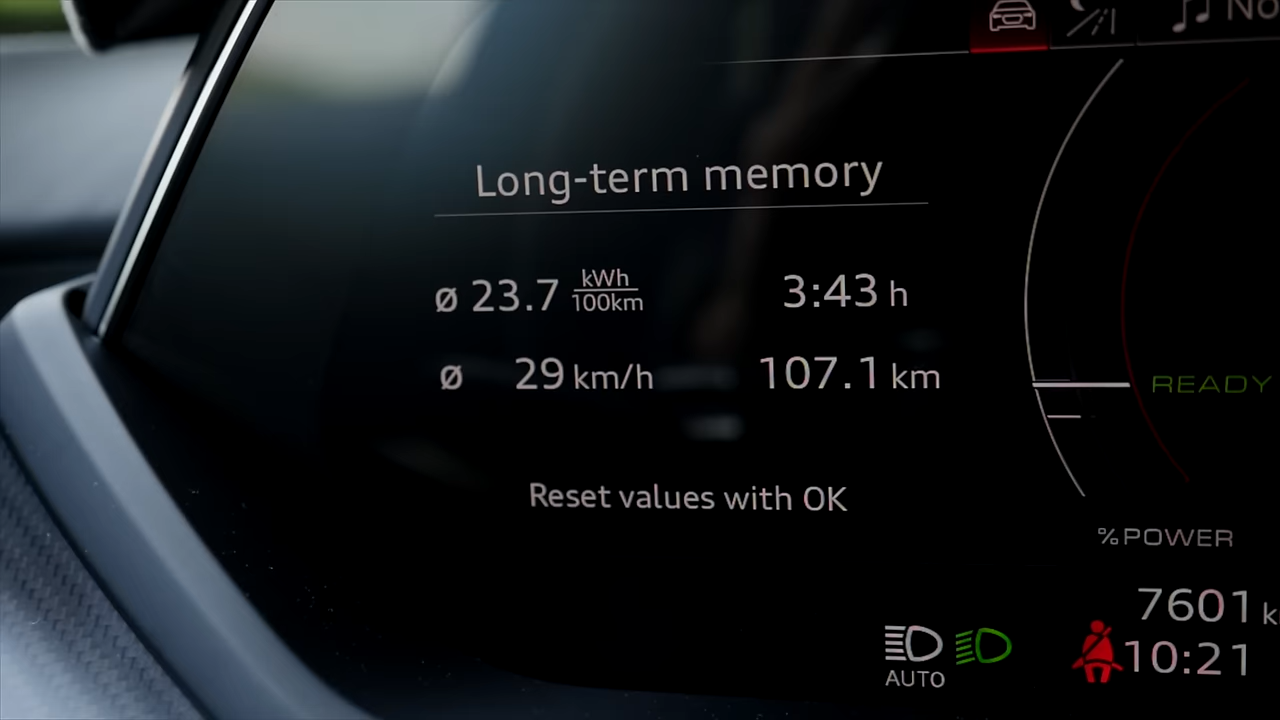 No
Long-term memory
ø 23.7 kWh/100km
3:43 h
ø 29 km/h
107.1 km
READY
Reset values with OK
% POWER
7601 k
AUTO
10:21